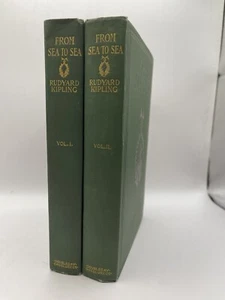 FROM
SEA TO SEA
RUDYARD
KIPLING
VOL. I.
FROM
SEA TO SEA
RUDYARD
KIPLING
VOL. II.